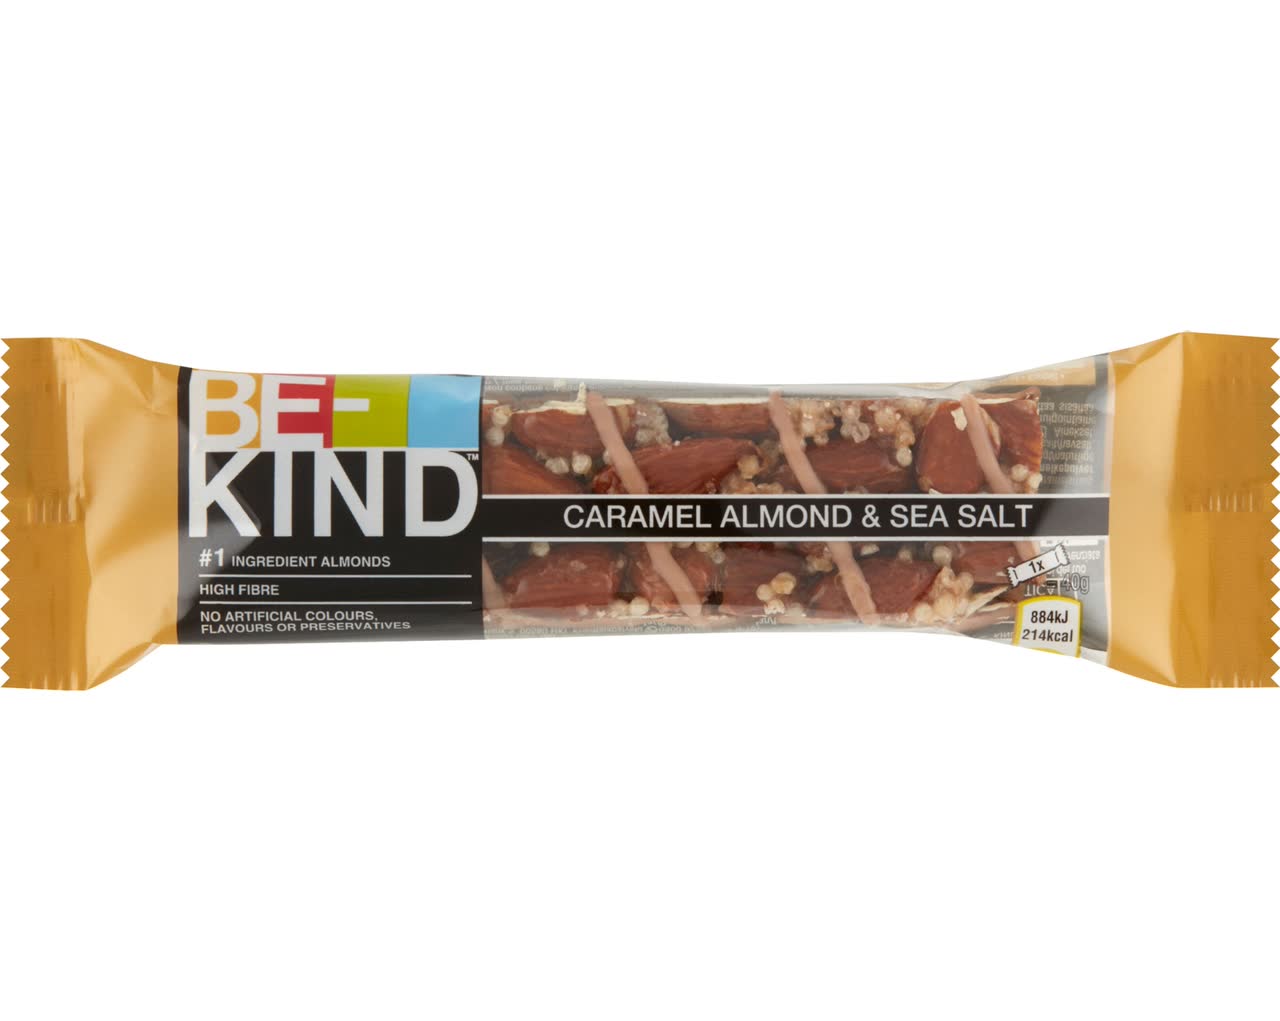 BE-
KIND™
#1 INGREDIENT ALMONDS
HIGH FIBRE
NO ARTIFICIAL COLOURS,
FLAVOURS OR PRESERVATIVES
CARAMEL ALMOND & SEA SALT
1x
40g
884kJ
214kcal